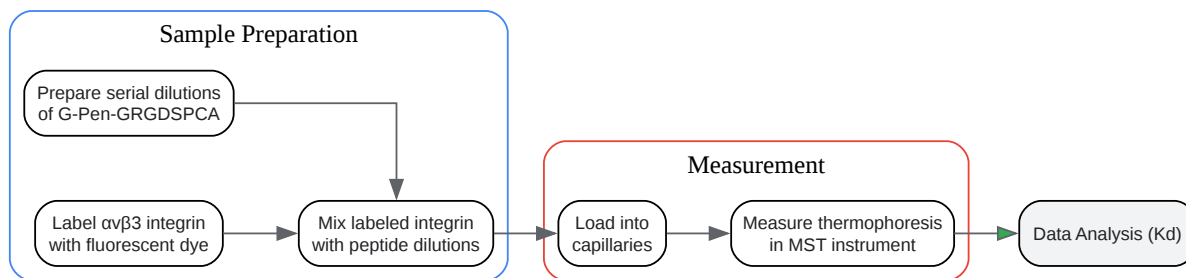 Sample Preparation
Prepare serial dilutions
of G-Pen-GRGDSPCA
Label αvβ3 integrin
with fluorescent dye
Mix labeled integrin
with peptide dilutions
Measurement
Load into
capillaries
Measure thermophoresis
in MST instrument
Data Analysis (Kd)